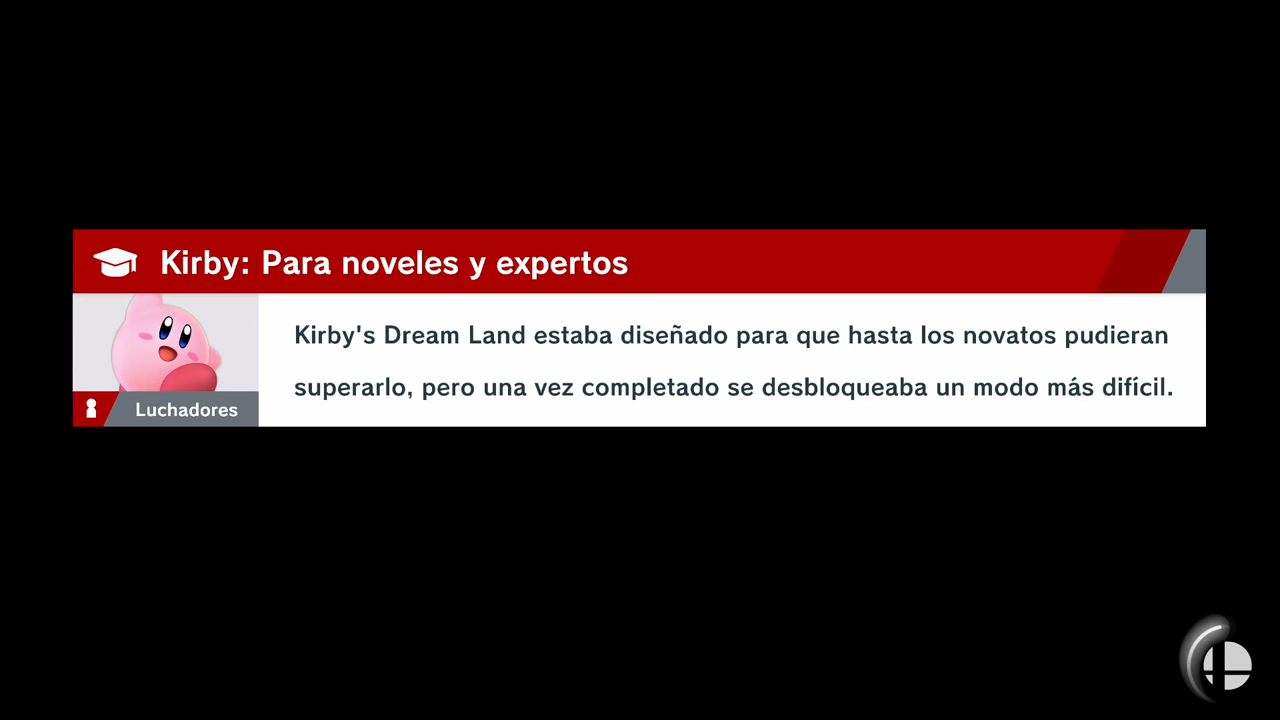 Kirby: Para noveles y expertos
Kirby's Dream Land estaba diseñado para que hasta los novatos pudieran
superarlo, pero una vez completado se desbloqueaba un modo más difícil.
Luchadores